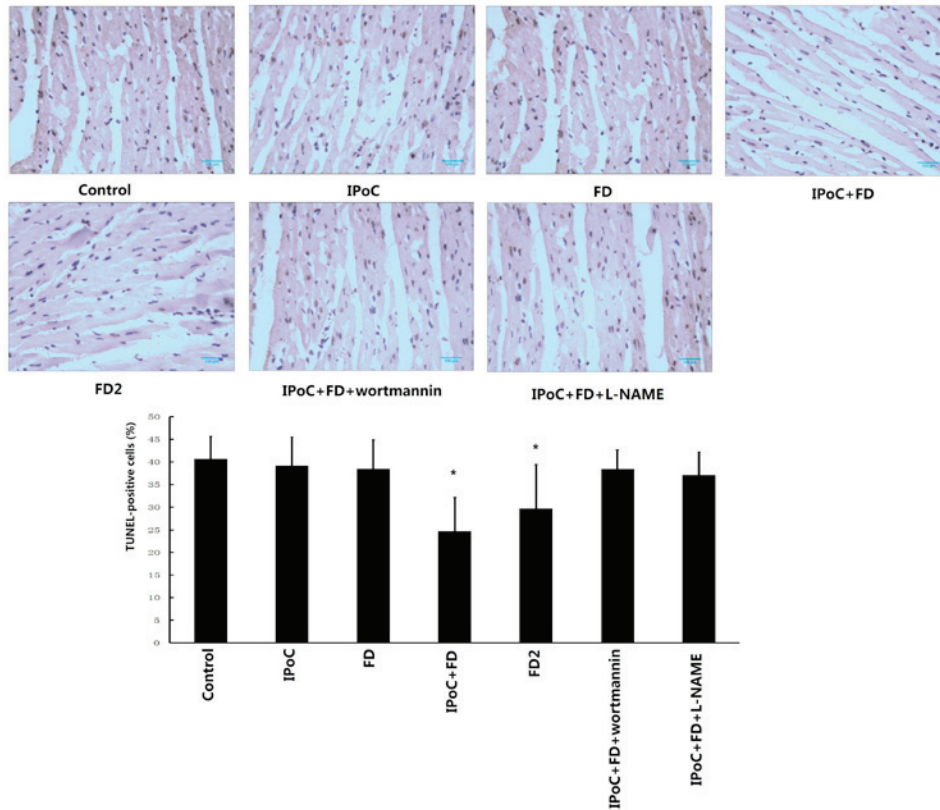 Control
IPoC
FD
IPoC+FD
FD2
IPoC+FD+wortmannin
IPoC+FD+L-NAME
TUNEL-positive cells (%)
50
45
40
35
30
25
20
15
10
5
0
*
*
Control
IPoC
FD
IPoC+FD
FD2
IPoC+FD+wortmannin
IPoC+FD+L-NAME